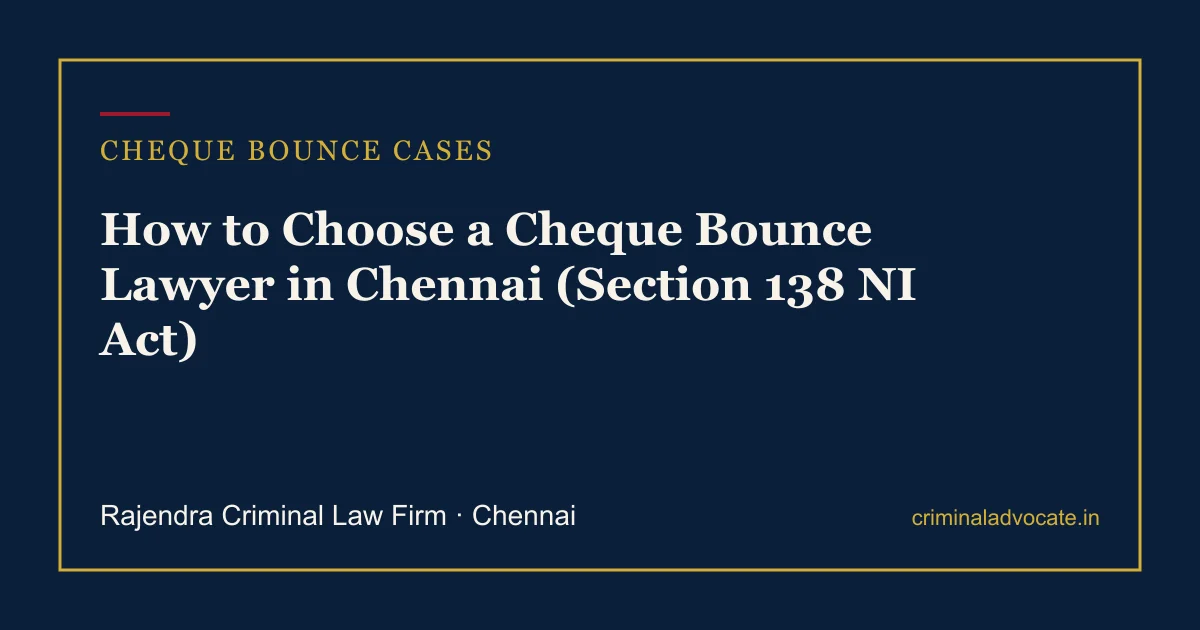 CHEQUE BOUNCE CASES
How to Choose a Cheque Bounce
Lawyer in Chennai (Section 138 NI
Act)
Rajendra Criminal Law Firm · Chennai
criminaladvocate.in